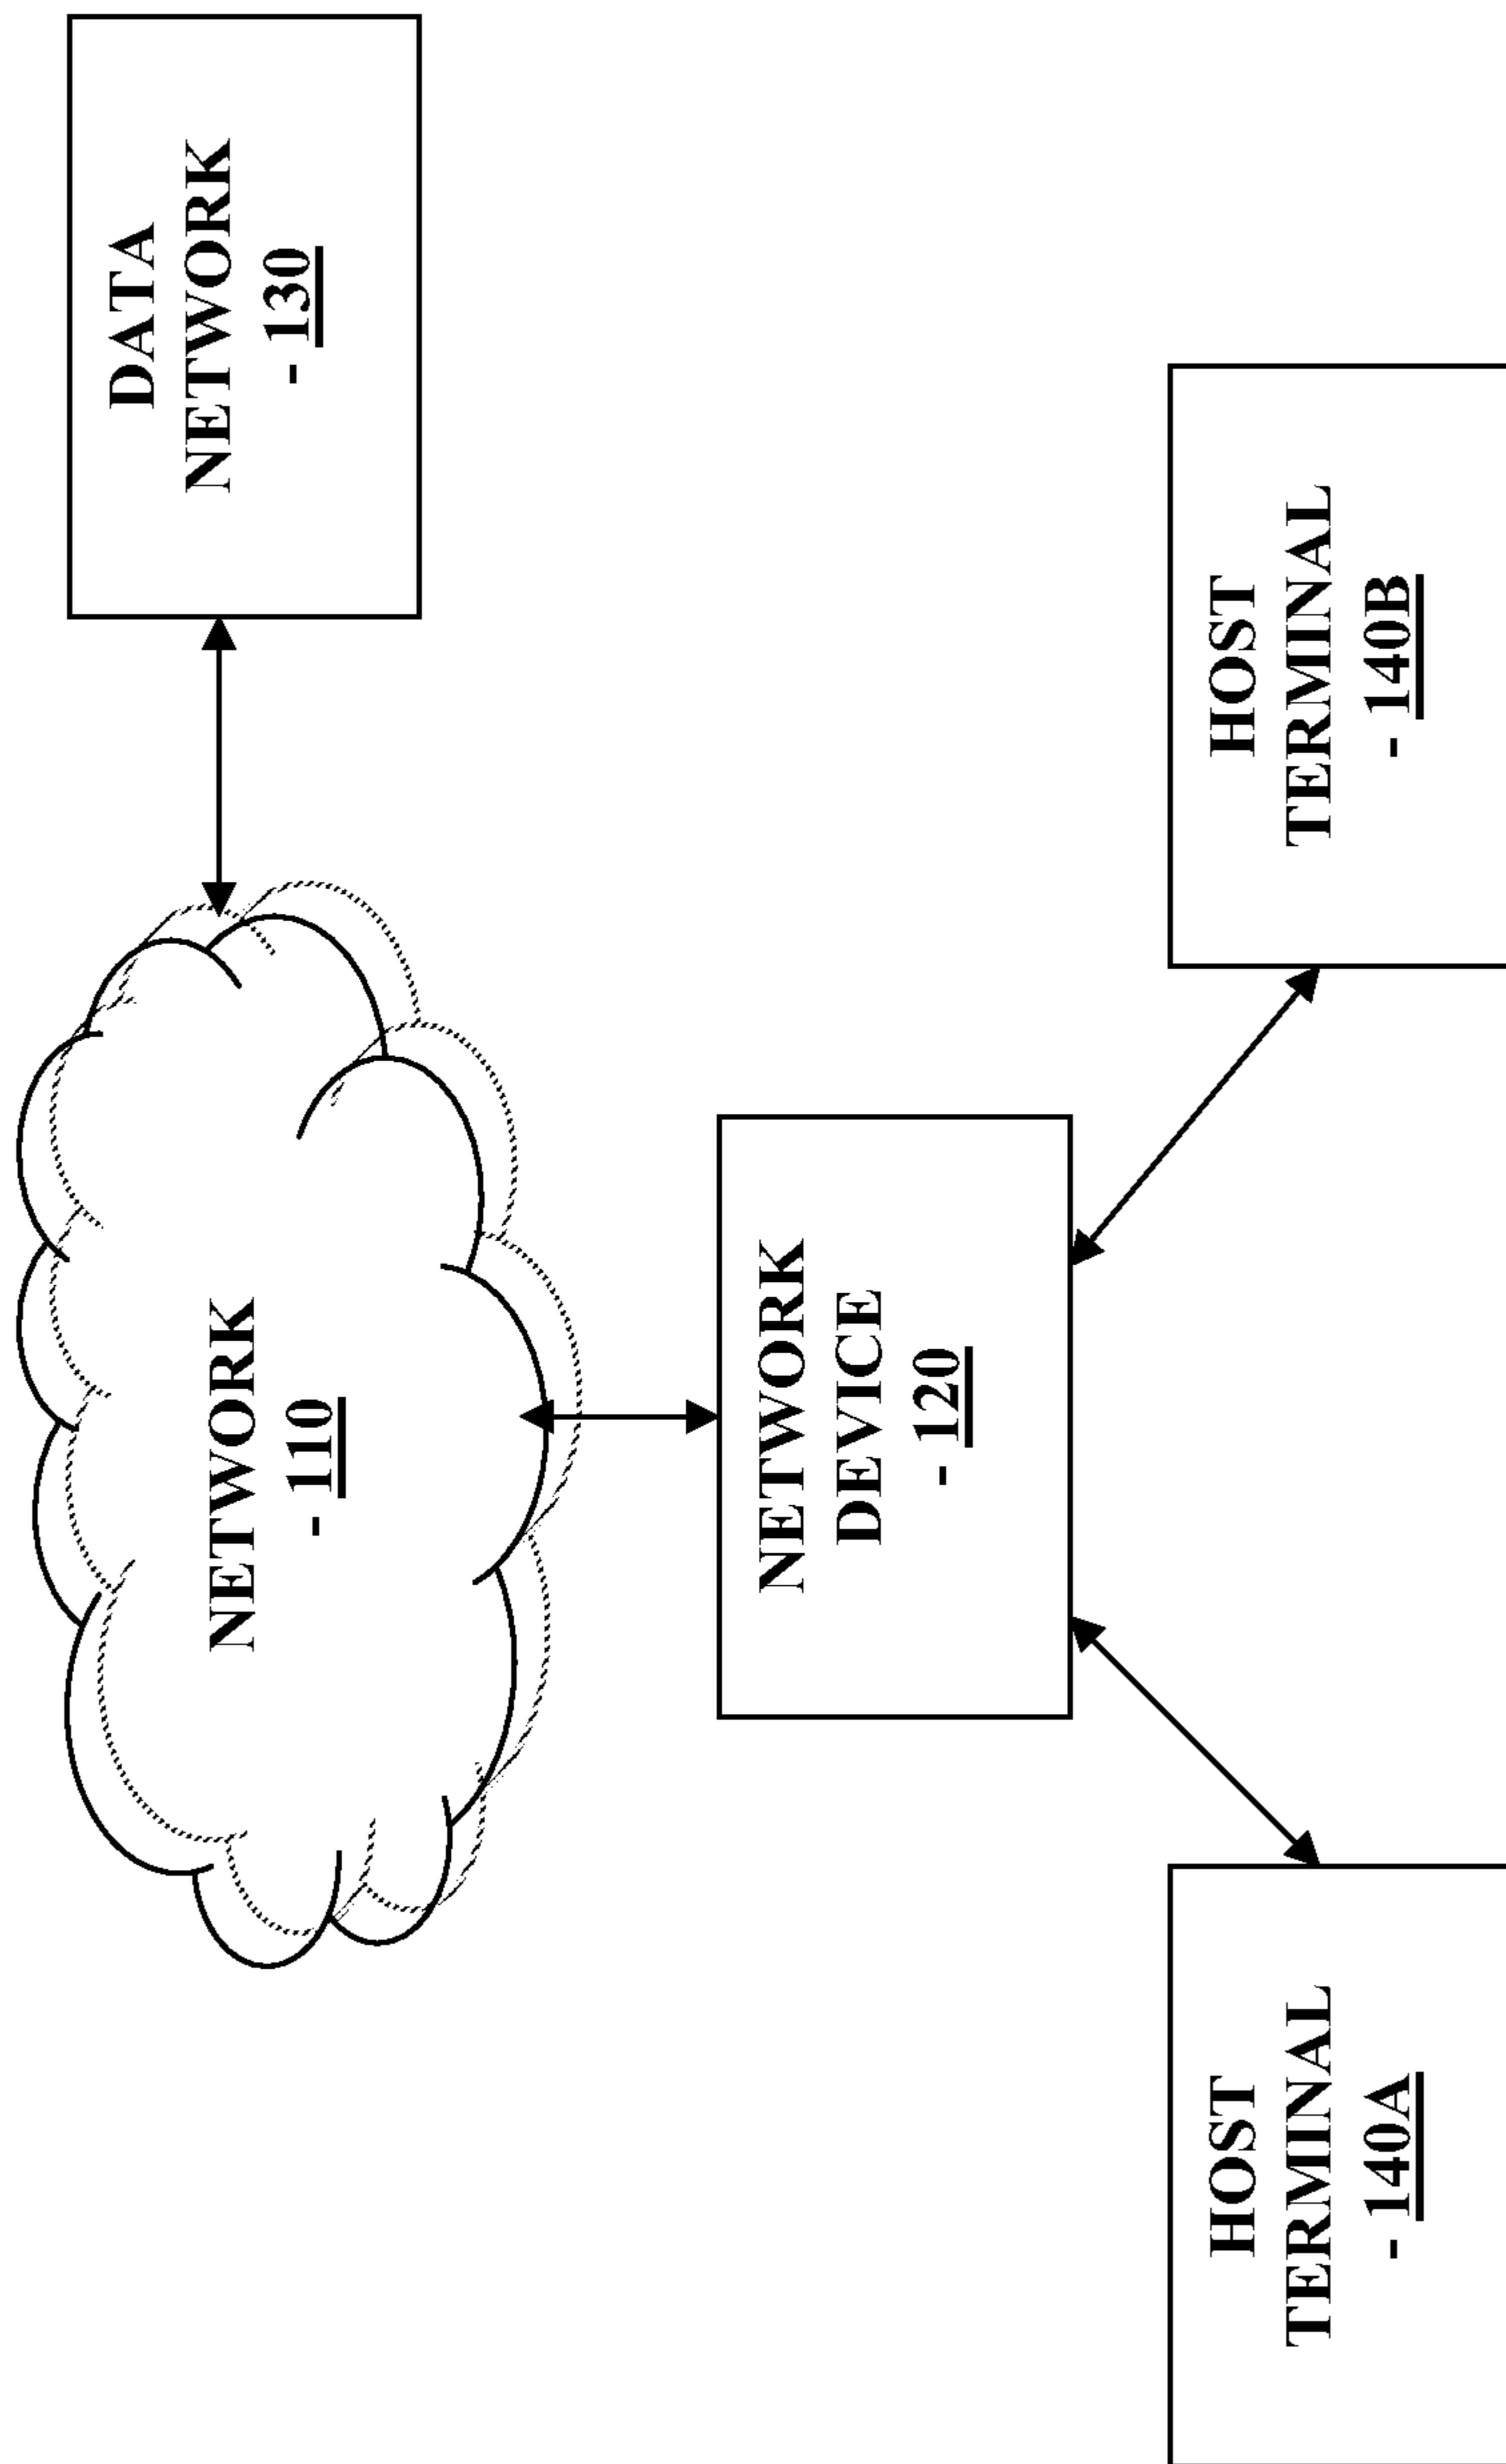 NETWORK
- 110
DATA
NETWORK
- 130
NETWORK
DEVICE
- 120
HOST
TERMINAL
- 140A
HOST
TERMINAL
- 140B